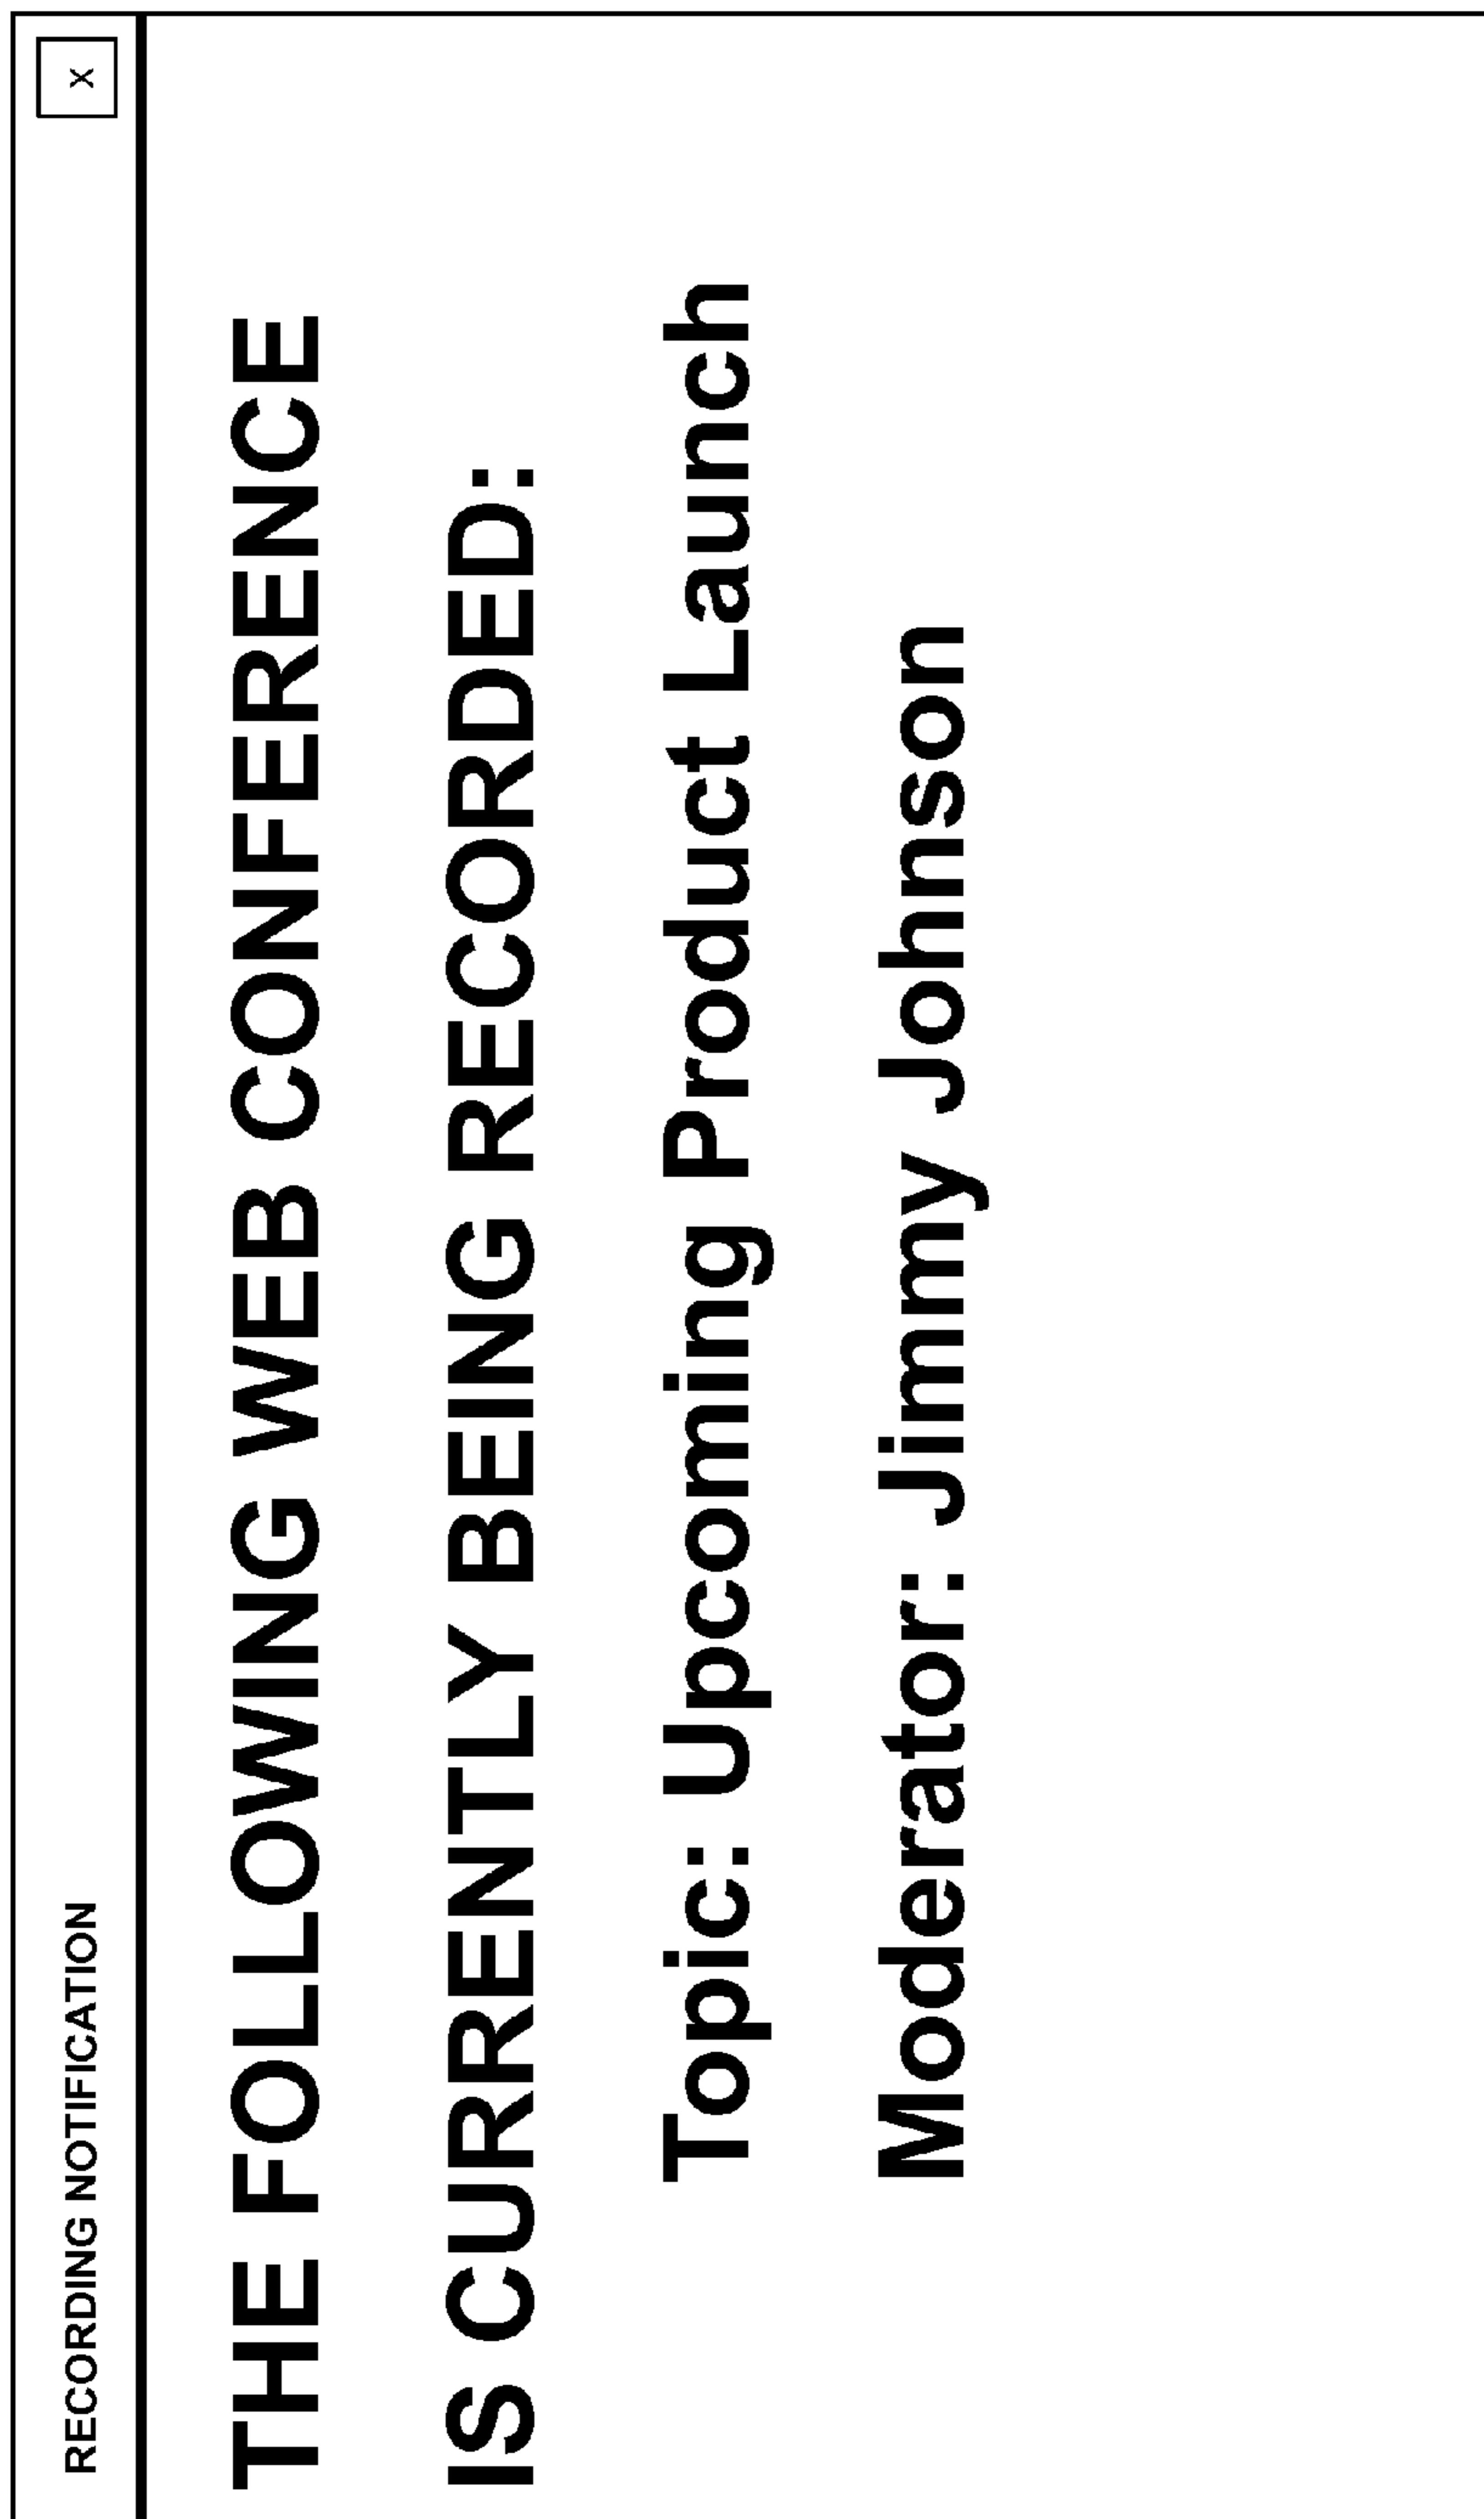 RECORDING NOTIFICATION
X
THE FOLLOWING WEB CONFERENCE
IS CURRENTLY BEING RECORDED:
Topic: Upcoming Product Launch
Moderator: Jimmy Johnson